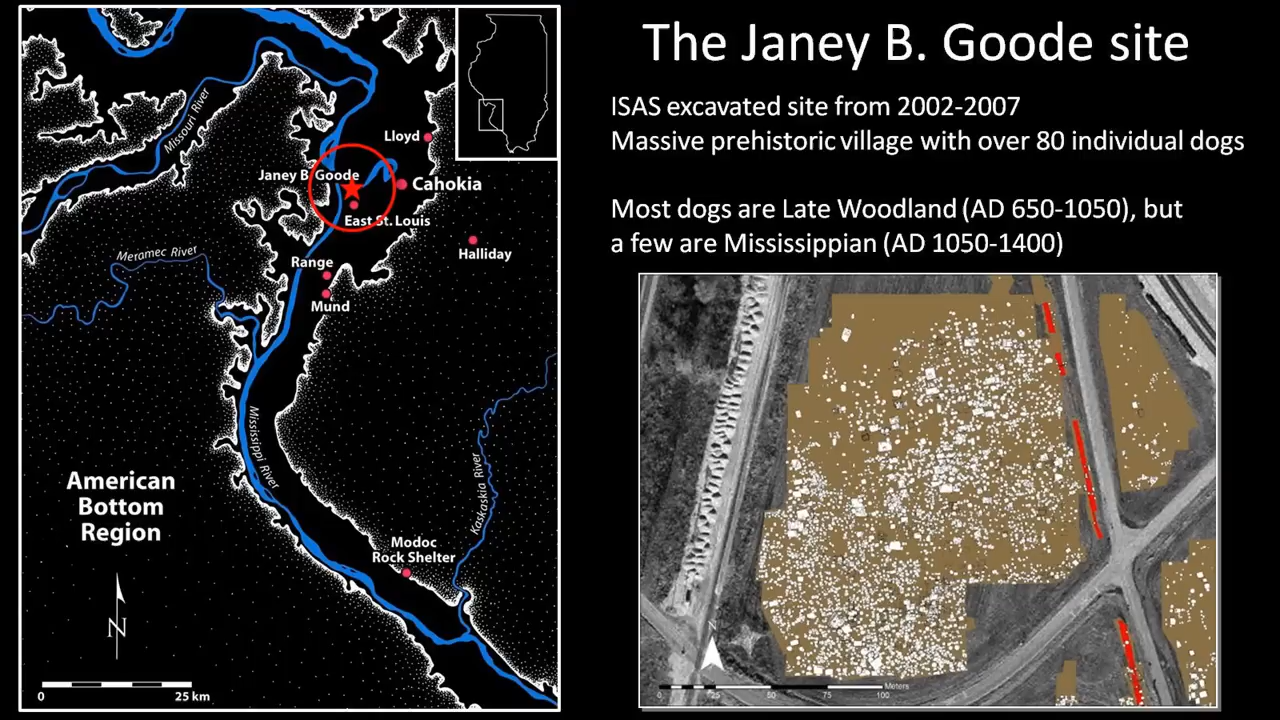 The Janey B. Goode site
ISAS excavated site from 2002-2007
Massive prehistoric village with over 80 individual dogs
Most dogs are Late Woodland (AD 650-1050), but
a few are Mississippian (AD 1050-1400)
Missouri River
Lloyd
Janey B. Goode
Cahokia
East St. Louis
Meramec River
Halliday
Range
Mund
Mississippi River
Kaskaskia River
American
Bottom
Region
Modoc
Rock Shelter
N
0 25 km
N
0 25 50 75 100 Meters